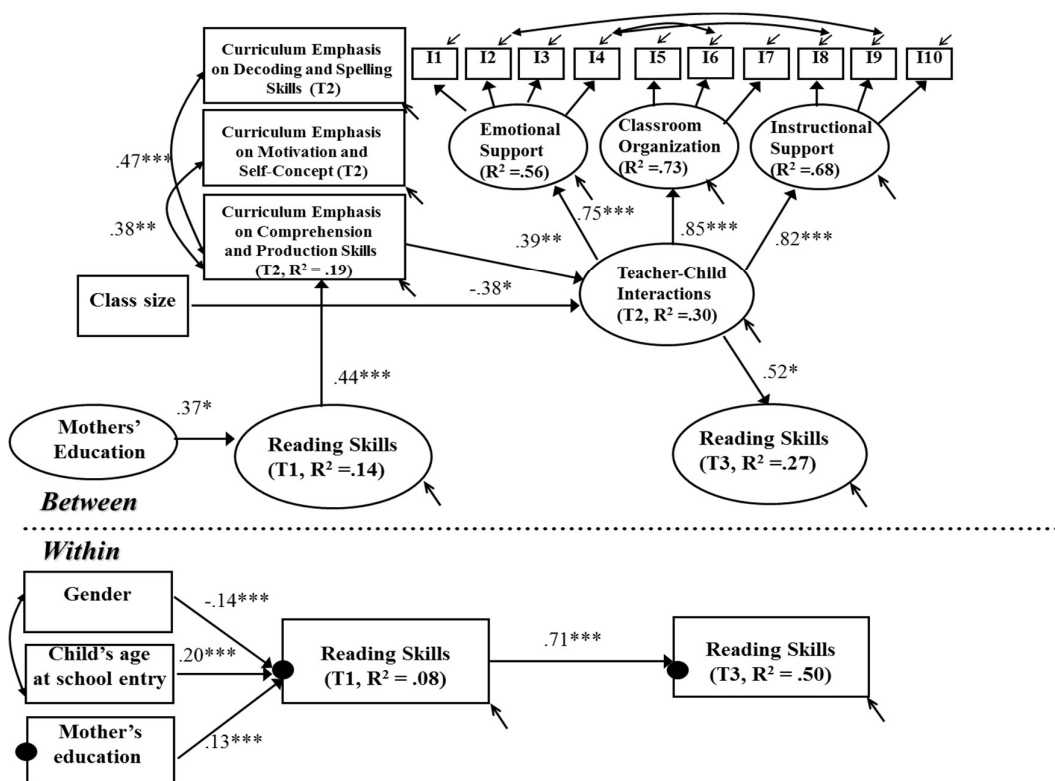 Curriculum Emphasis
on Decoding and Spelling
Skills (T2)
I1 I2 I3 I4 I5 I6 I7 I8 I9 I10
Curriculum Emphasis
on Motivation and
Self-Concept (T2)
Emotional
Support
(R² =.56)
Classroom
Organization
(R² =.73)
Instructional
Support
(R² =.68)
.47***
.38**
Curriculum Emphasis
on Comprehension
and Production Skills
(T2, R² = .19)
.39**
.75***
.85***
.82***
Class size
-.38*
Teacher-Child
Interactions
(T2, R² =.30)
.44***
.52*
Mothers'
Education
.37*
Reading Skills
(T1, R² =.14)
Reading Skills
(T3, R² =.27)
Between
Within
Gender
-.14***
Child's age
at school entry
.20***
Mother's
education
.13***
Reading Skills
(T1, R² = .08)
.71***
Reading Skills
(T3, R² = .50)